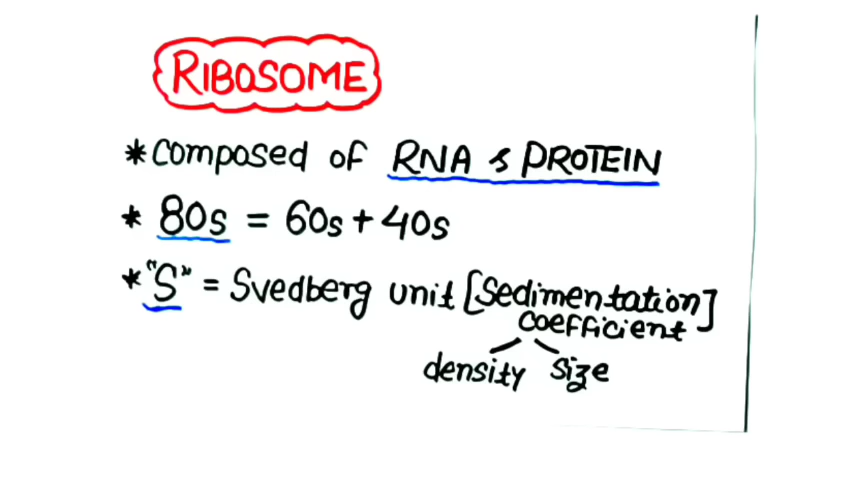 RIBOSOME
* Composed of RNA & PROTEIN
* 80s = 60s + 40s
* "S" = Svedberg unit [Sedimentation]
coefficient
density size